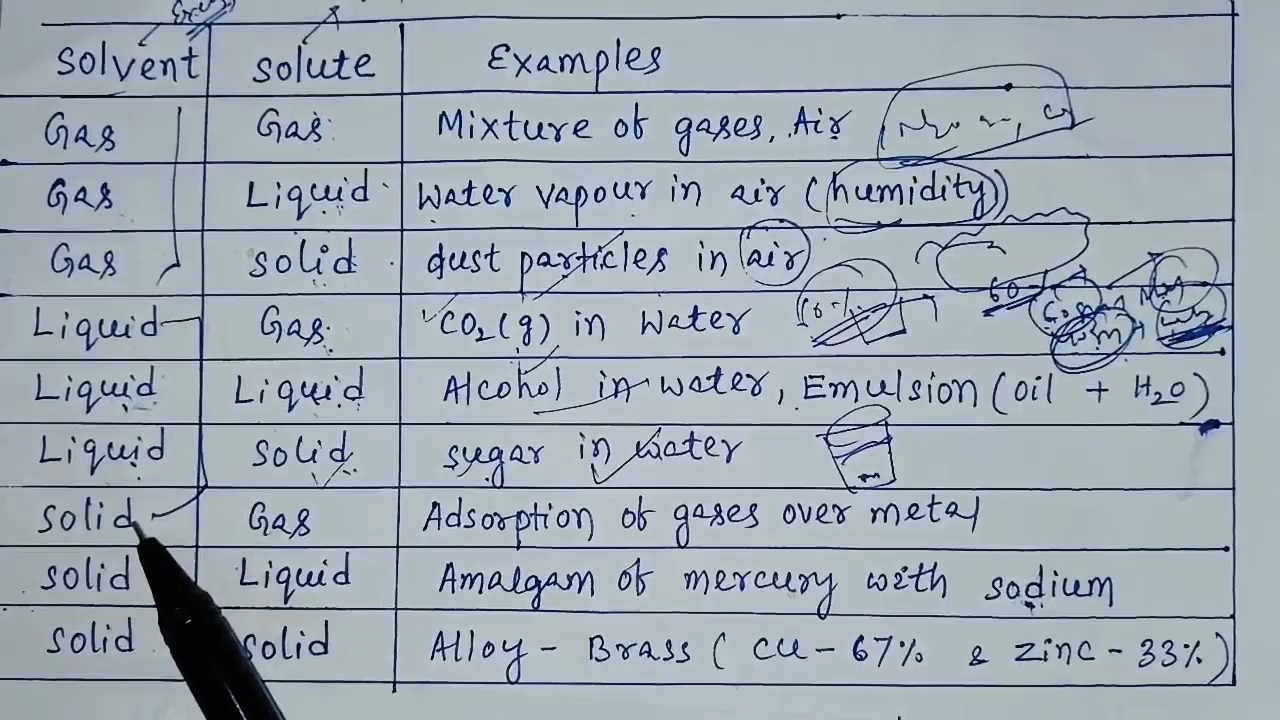 Solvent Solute Examples
Gas Gas Mixture of gases, Air
Gas Liquid Water vapour in air (humidity)
Gas Solid dust particles in air
Liquid Gas CO2(g) in Water
Liquid Liquid Alcohol in water, Emulsion (oil + H2O)
Liquid Solid sugar in water
Solid Gas Adsorption of gases over metal
Solid Liquid Amalgam of mercury with sodium
Solid Solid Alloy - Brass ( Cu - 67% & Zinc - 33% )